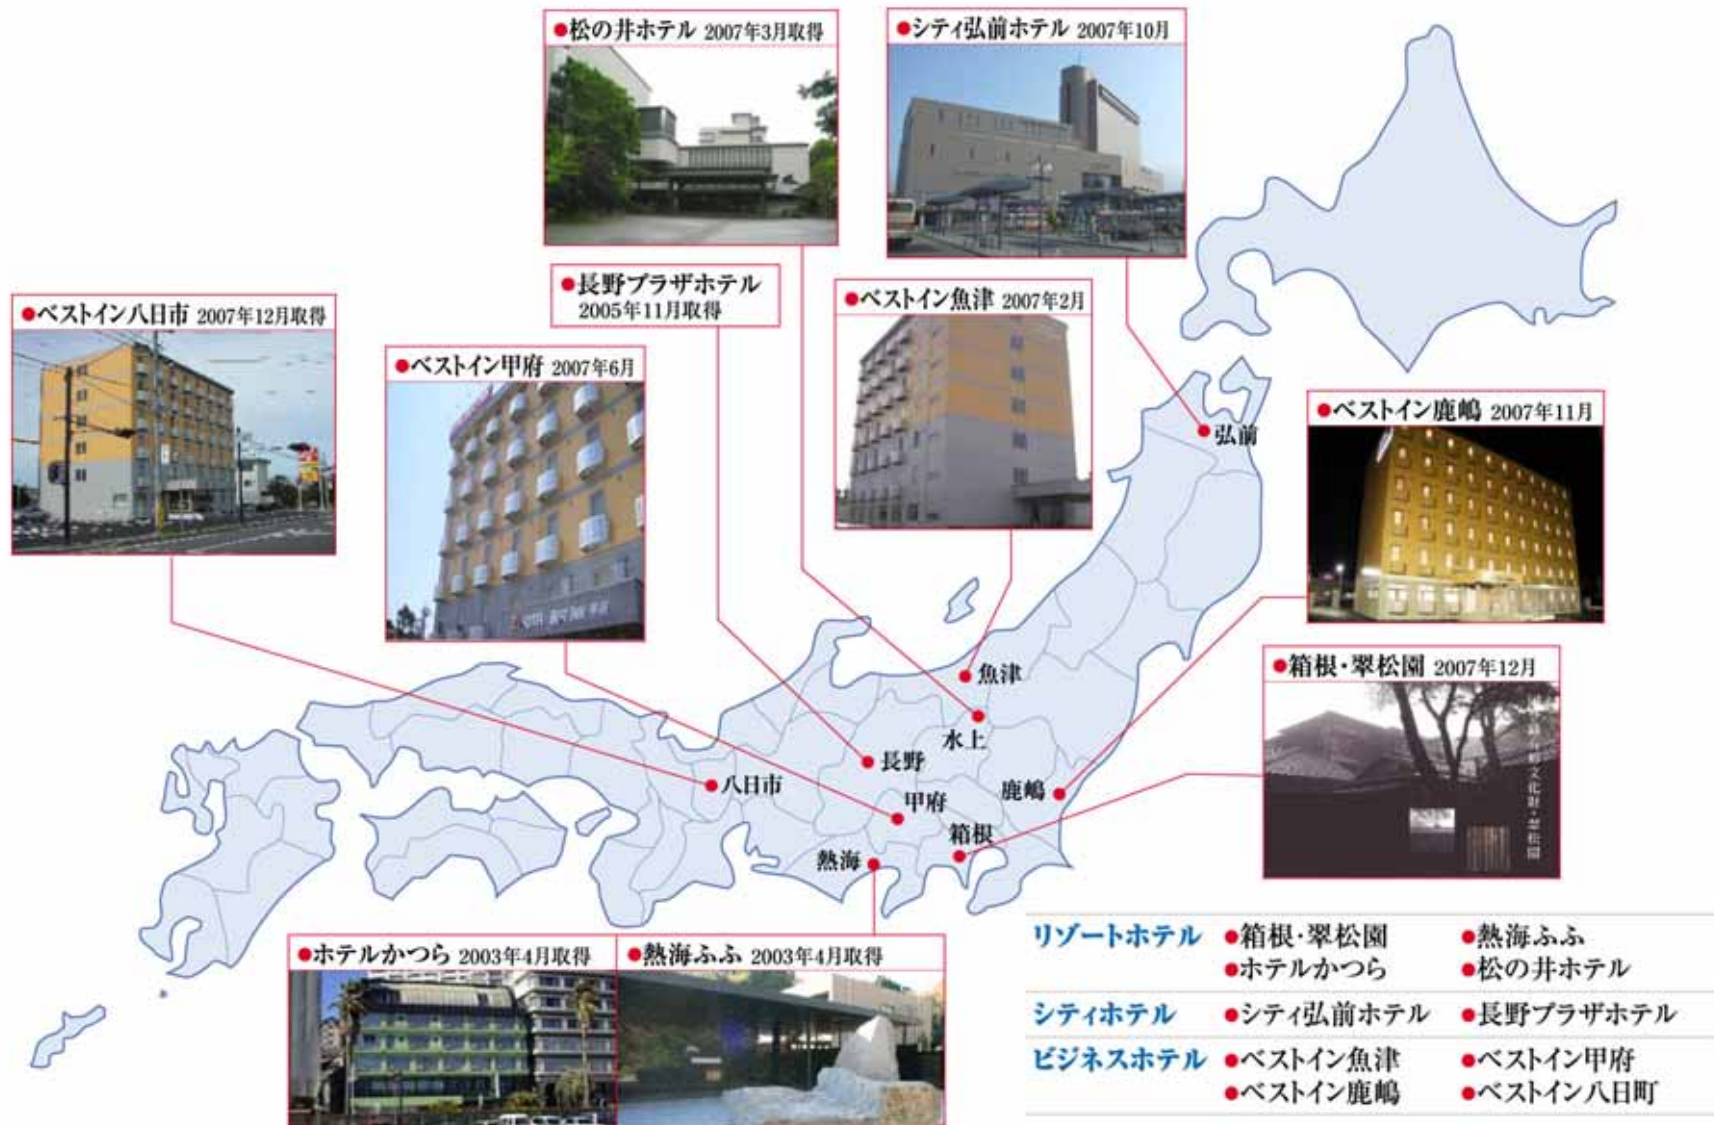 ●松の井ホテル 2007年3月取得
●シティ弘前ホテル 2007年10月
●長野プラザホテル
2005年11月取得
●ベストイン魚津 2007年2月
●ベストイン八日市 2007年12月取得
●ベストイン甲府 2007年6月
●ベストイン鹿嶋 2007年11月
弘前
●箱根・翠松園 2007年12月
魚津
水上
長野
八日市
鹿嶋
甲府
箱根
熱海
●ホテルかつら 2003年4月取得
●熱海ふふ 2003年4月取得
リゾートホテル ●箱根・翠松園 ●熱海ふふ
●ホテルかつら ●松の井ホテル
シティホテル ●シティ弘前ホテル ●長野プラザホテル
ビジネスホテル ●ベストイン魚津 ●ベストイン甲府
●ベストイン鹿嶋 ●ベストイン八日町